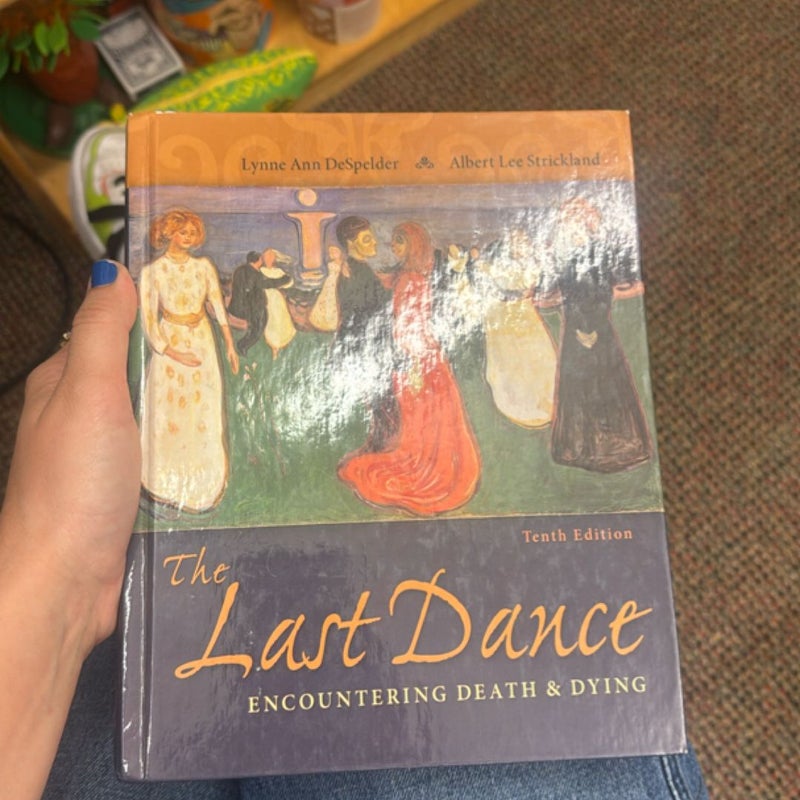 Lynne Ann DeSpelder Albert Lee Strickland
Tenth Edition
The
Last Dance
ENCOUNTERING DEATH & DYING